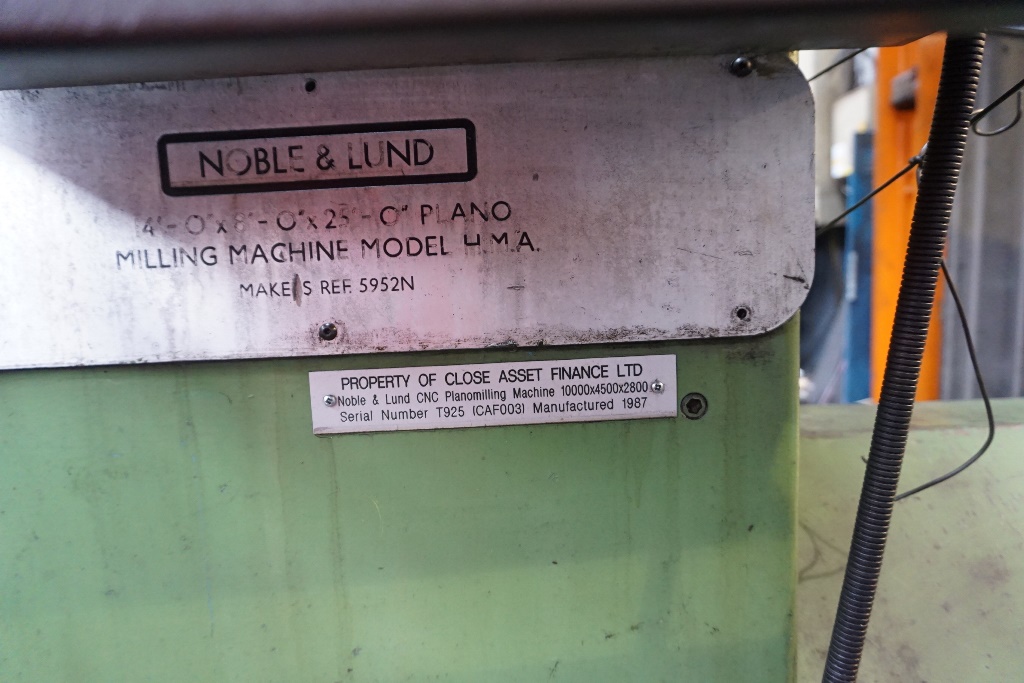 NOBLE & LUND
4'-0"x 8'-0"x 25'-0" PLANO
MILLING MACHINE MODEL H.M.A.
MAKE S REF. 5952N
PROPERTY OF CLOSE ASSET FINANCE LTD
Noble & Lund CNC Planomilling Machine 10000x4500x2800
Serial Number T925 (CAF003) Manufactured 1987